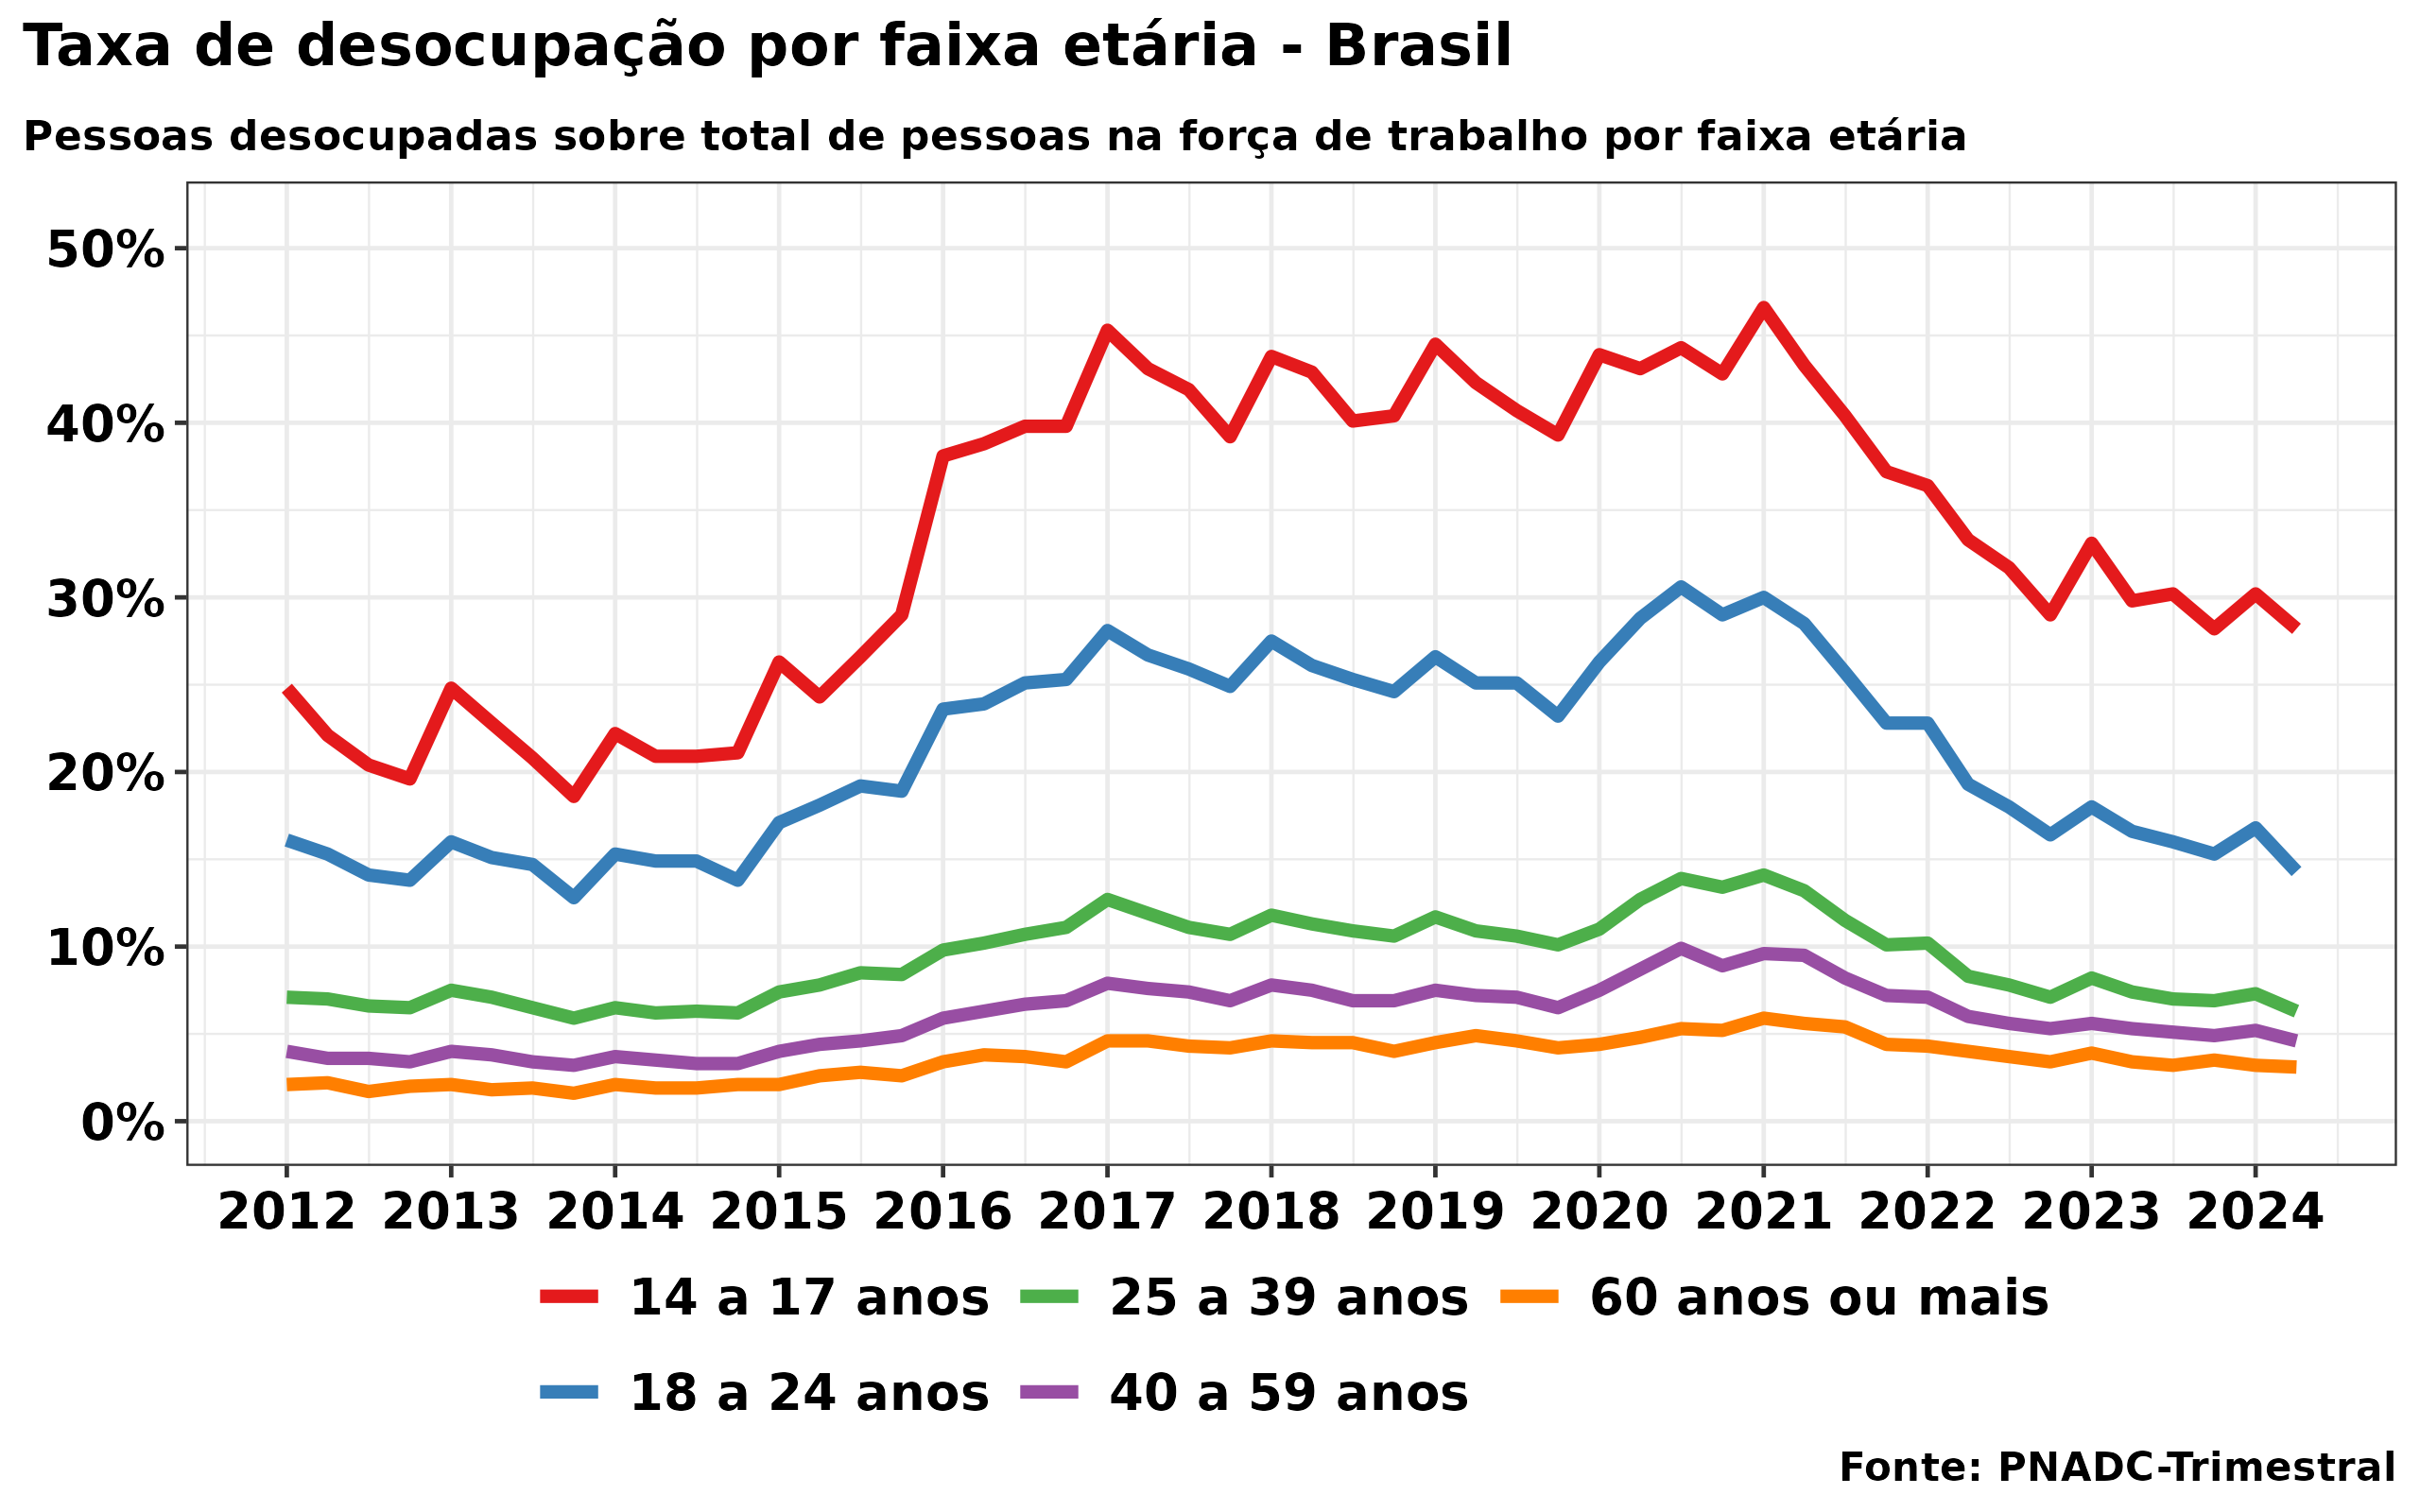 Taxa de desocupação por faixa etária - Brasil
Pessoas desocupadas sobre total de pessoas na força de trabalho por faixa etária
50%
40%
30%
20%
10%
0%
2012 2013 2014 2015 2016 2017 2018 2019 2020 2021 2022 2023 2024
14 a 17 anos 25 a 39 anos 60 anos ou mais
18 a 24 anos 40 a 59 anos
Fonte: PNADC-Trimestral